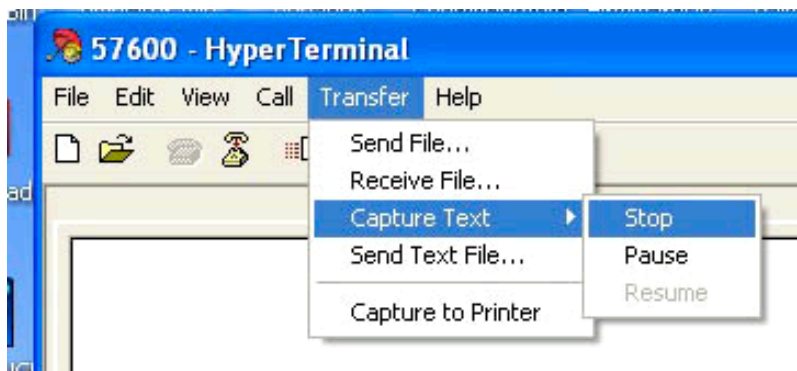 57600 - HyperTerminal
File Edit View Call Transfer Help
Send File...
Receive File...
ad
Capture Text Stop
Send Text File... Pause
Resume
Capture to Printer